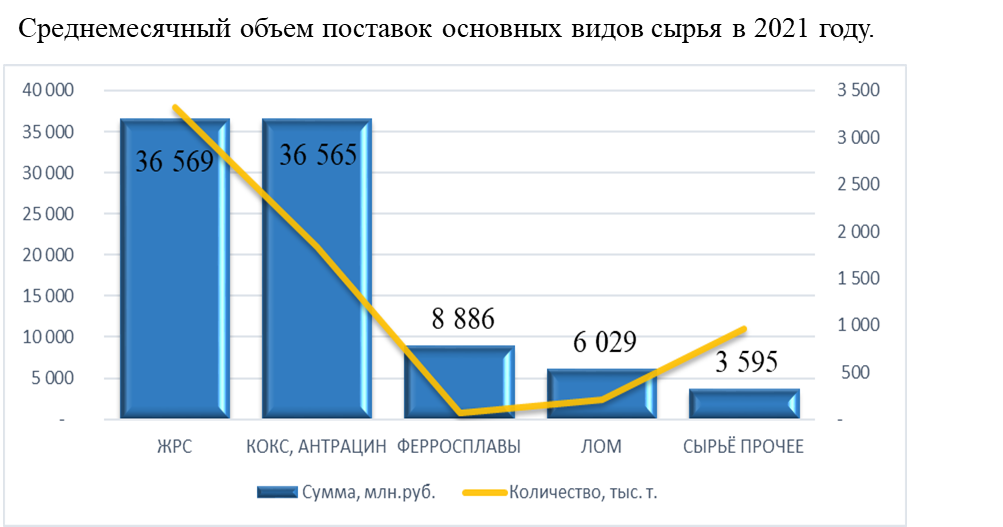 Среднемесячный объем поставок основных видов сырья в 2021 году.
40 000
35 000
30 000
25 000
20 000
15 000
10 000
5 000
-
3 500
3 000
2 500
2 000
1 500
1 000
500
-
36 569
36 565
8 886
6 029
3 595
ЖРС
КОКС, АНТРАЦИН
ФЕРРОСПЛАВЫ
ЛОМ
СЫРЬЁ ПРОЧЕЕ
Сумма, млн.руб.
Количество, тыс. т.